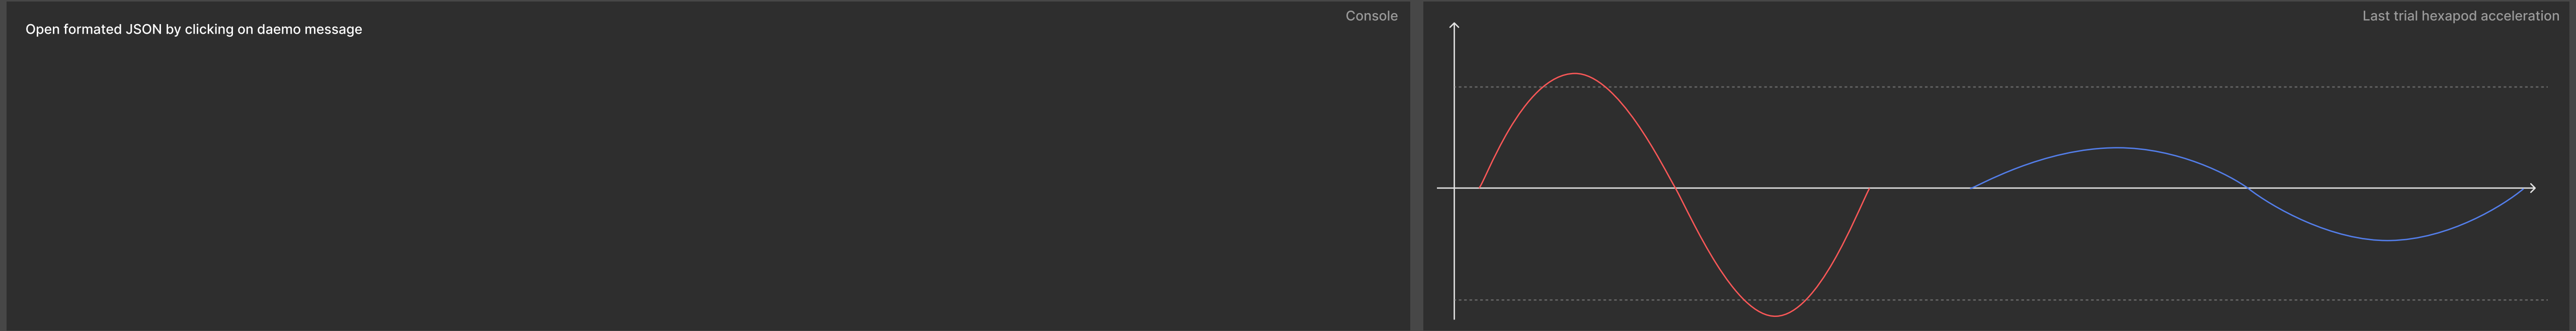 Console
Open formated JSON by clicking on daemo message
Last trial hexapod acceleration